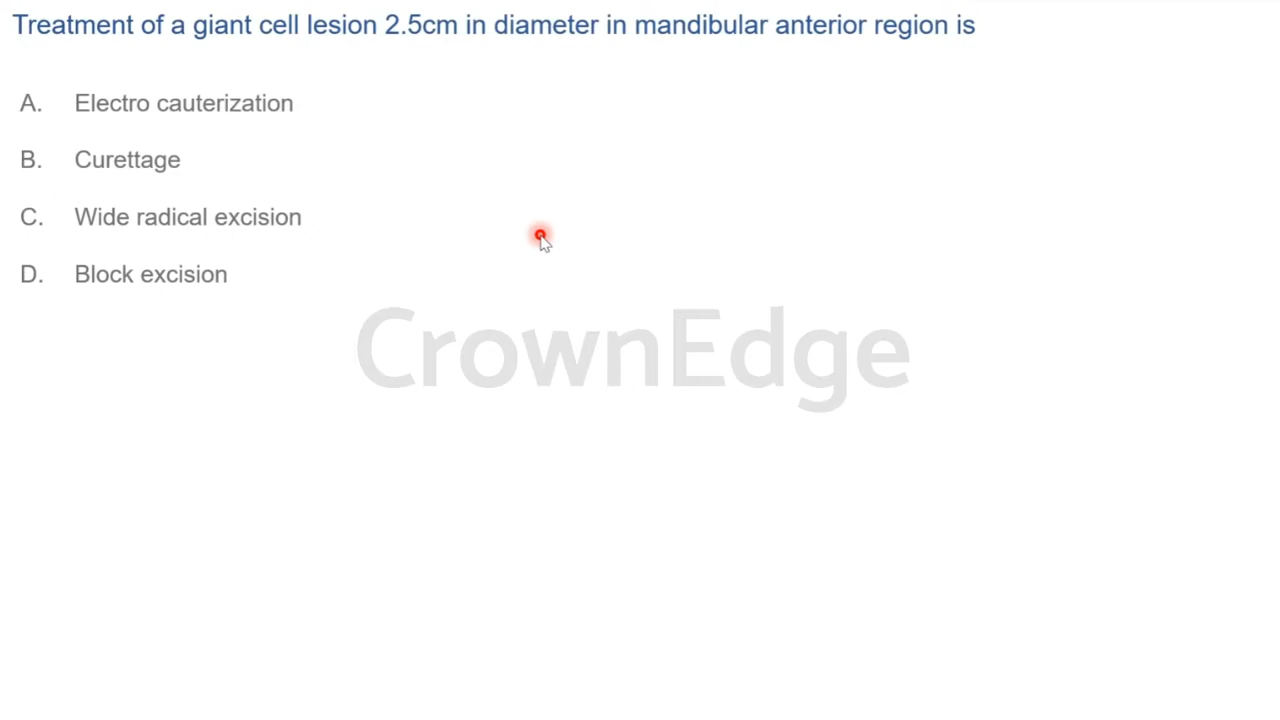 Treatment of a giant cell lesion 2.5cm in diameter in mandibular anterior region is
A. Electro cauterization
B. Curettage
C. Wide radical excision
D. Block excision
CrownEdge